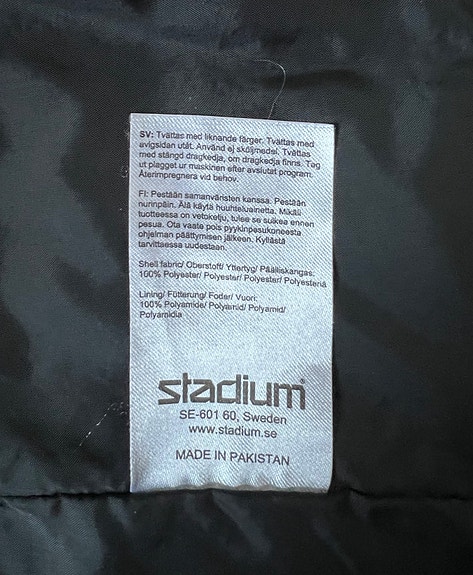 SV: Tvättas med liknande färger. Tvättas med
avigsidan utåt. Använd ej sköljmedel. Tvättas
med stängd dragkedja, om dragkedja finns. Tag
ut plagget ur maskinen efter avslutat program.
Återimpregnera vid behov.
FI: Pestään samanväristen kanssa. Pestään
nurinpäin. Älä käytä huuhteluainetta. Mikäli
tuotteessa on vetoketju, tulee se sulkea ennen
pesua. Ota vaate pois pyykinpesukoneesta
ohjelman päättymisen jälkeen. Kyllästä
tarvittaessa uudestaan.
Shell fabric/ Oberstoff/ Yttertyg/ Päälliskangas:
100% Polyester/ Polyester/ Polyester/ Polyesteriä
Lining/ Fütterung/ Foder/ Vuori:
100% Polyamide/ Polyamid/ Polyamid/
Polyamidia
stadium
SE-601 60, Sweden
www.stadium.se
MADE IN PAKISTAN